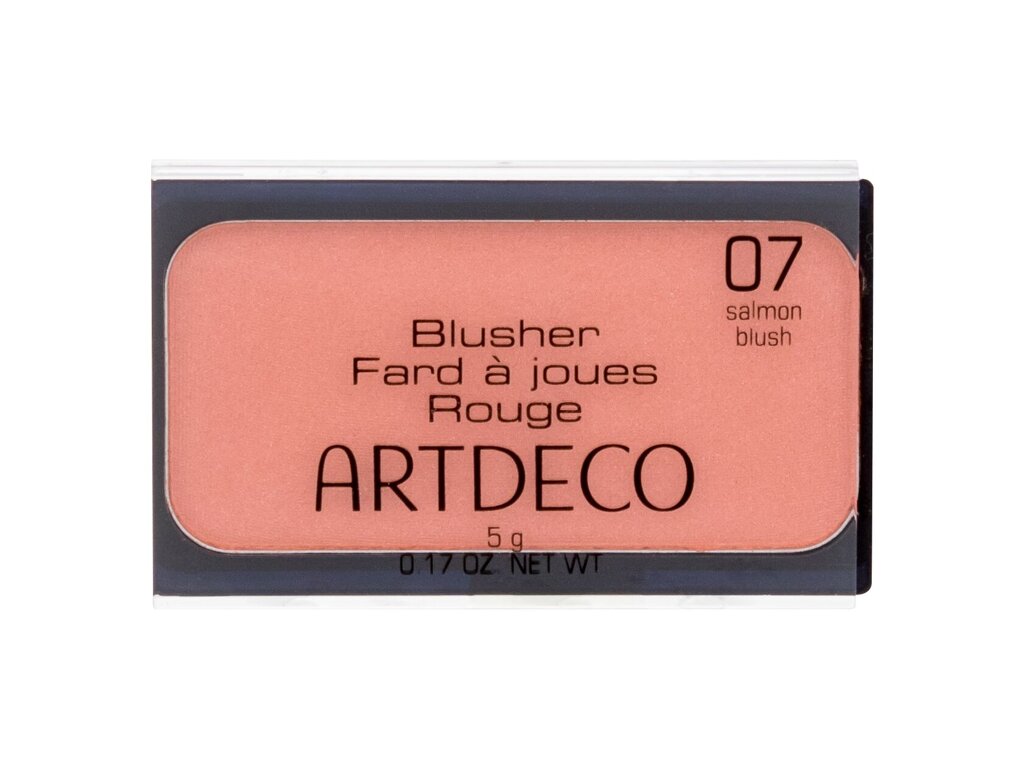 07
salmon
blush
Blusher
Fard à joues
Rouge
ARTDECO
5 g
0.17 OZ. NET WT